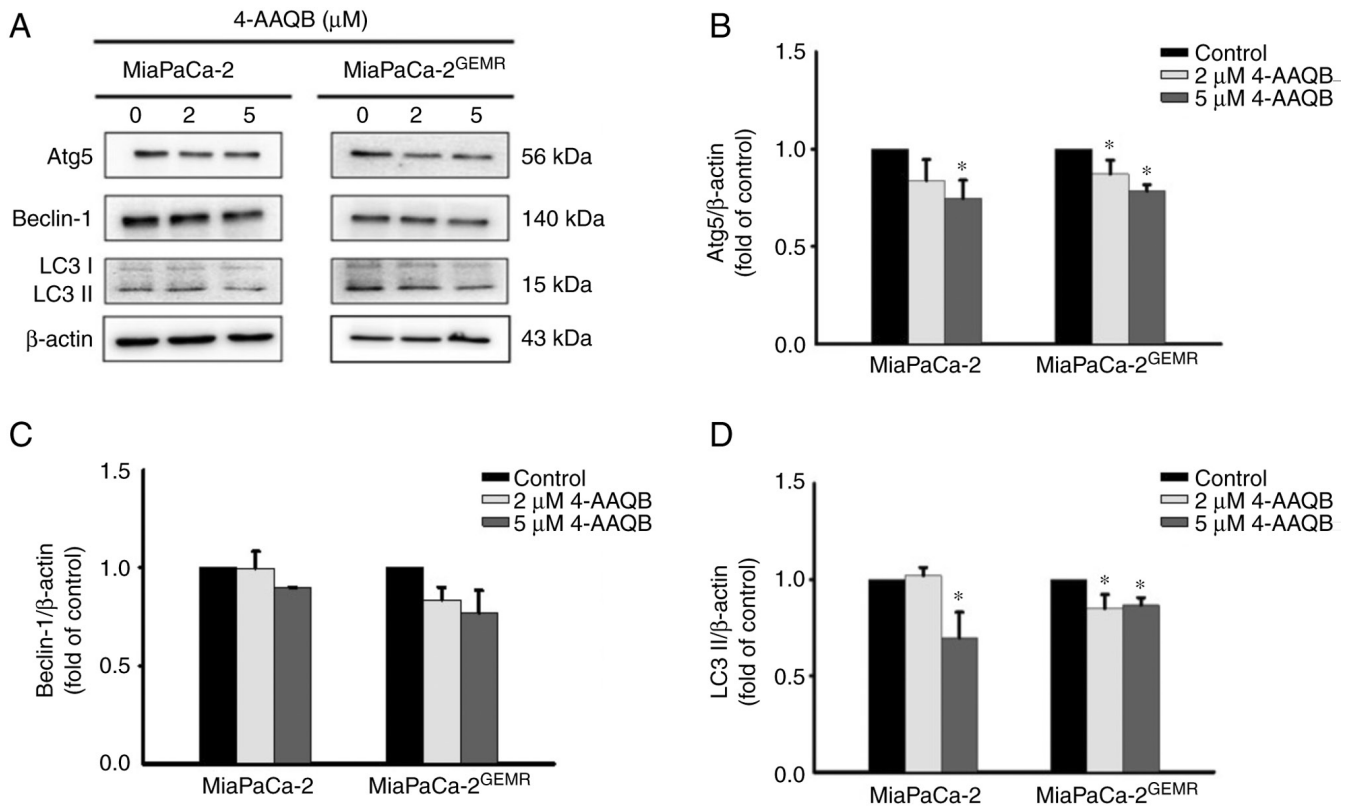 A
4-AAQB (μM)
MiaPaCa-2 MiaPaCa-2GEMR
0 2 5 0 2 5
Atg5 56 kDa
Beclin-1 140 kDa
LC3 I
LC3 II 15 kDa
β-actin 43 kDa
B
Control
2 μM 4-AAQB
5 μM 4-AAQB
Atg5/β-actin
(fold of control)
1.5
1.0
0.5
0.0
* * *
MiaPaCa-2 MiaPaCa-2GEMR
C
Control
2 μM 4-AAQB
5 μM 4-AAQB
Beclin-1/β-actin
(fold of control)
1.5
1.0
0.5
0.0
MiaPaCa-2 MiaPaCa-2GEMR
D
Control
2 μM 4-AAQB
5 μM 4-AAQB
LC3 II/β-actin
(fold of control)
1.5
1.0
0.5
0.0
* * *
MiaPaCa-2 MiaPaCa-2GEMR